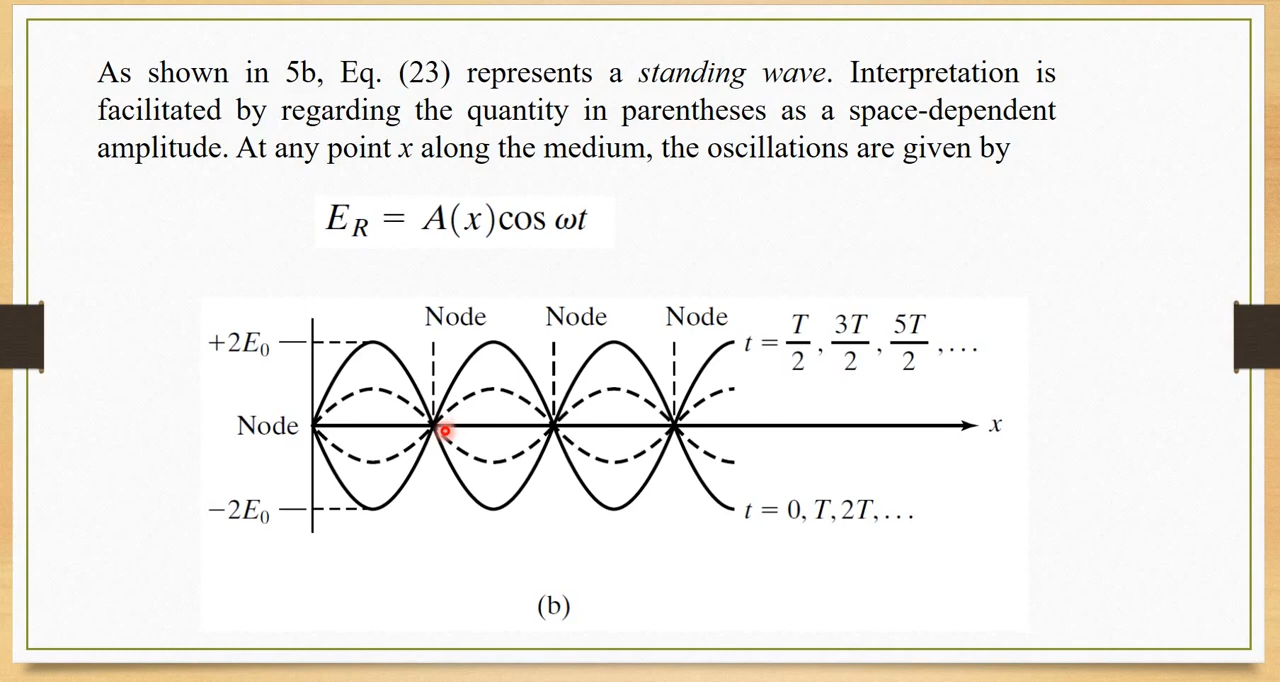 As shown in 5b, Eq. (23) represents a standing wave. Interpretation is
facilitated by regarding the quantity in parentheses as a space-dependent
amplitude. At any point x along the medium, the oscillations are given by
E_R = A(x)cos ωt
Node Node Node
+2E₀
t = T/2, 3T/2, 5T/2, ...
Node
x
−2E₀
t = 0, T, 2T, ...
(b)